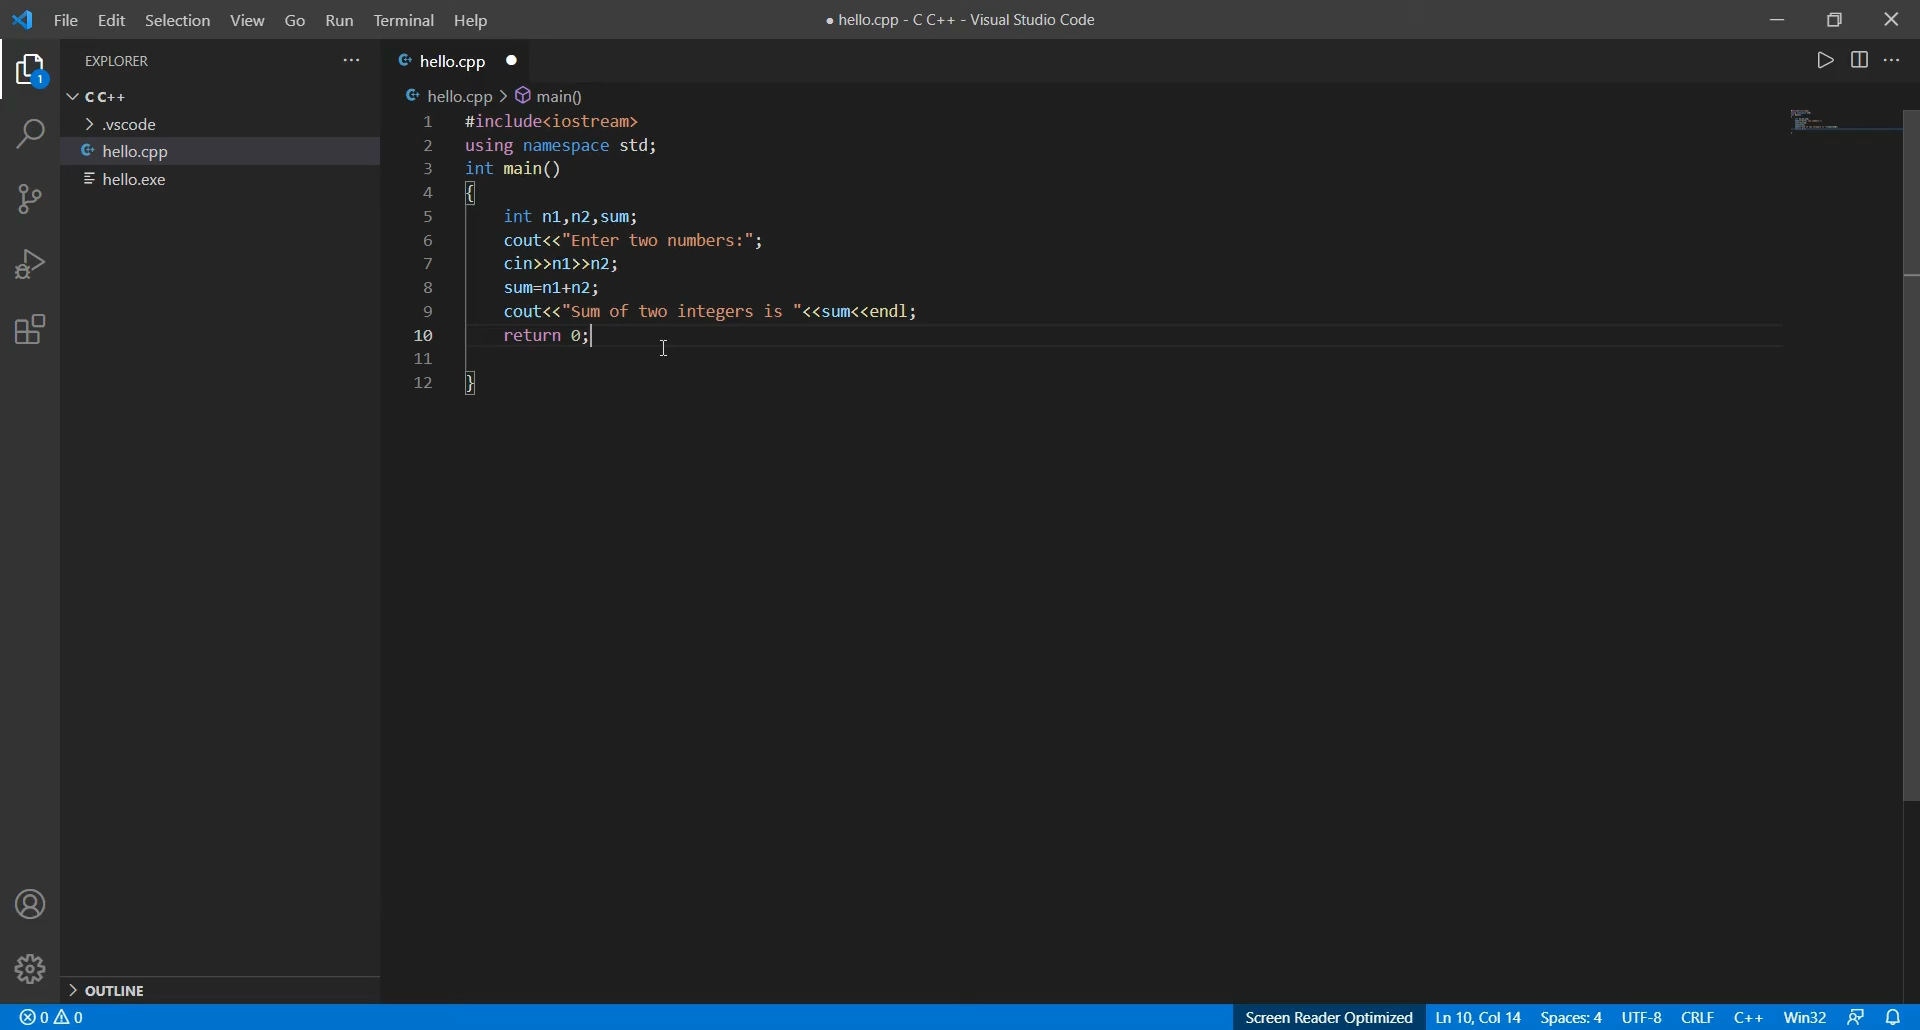 File Edit Selection View Go Run Terminal Help
● hello.cpp - C C++ - Visual Studio Code
1
EXPLORER
C C++
.vscode
hello.cpp
hello.exe
OUTLINE
hello.cpp
hello.cpp > main()
1 #include<iostream>
2 using namespace std;
3 int main()
4 {
5     int n1,n2,sum;
6     cout<<"Enter two numbers:";
7     cin>>n1>>n2;
8     sum=n1+n2;
9     cout<<"Sum of two integers is "<<sum<<endl;
10     return 0;
11
12 }
0 0 Screen Reader Optimized Ln 10, Col 14 Spaces: 4 UTF-8 CRLF C++ Win32